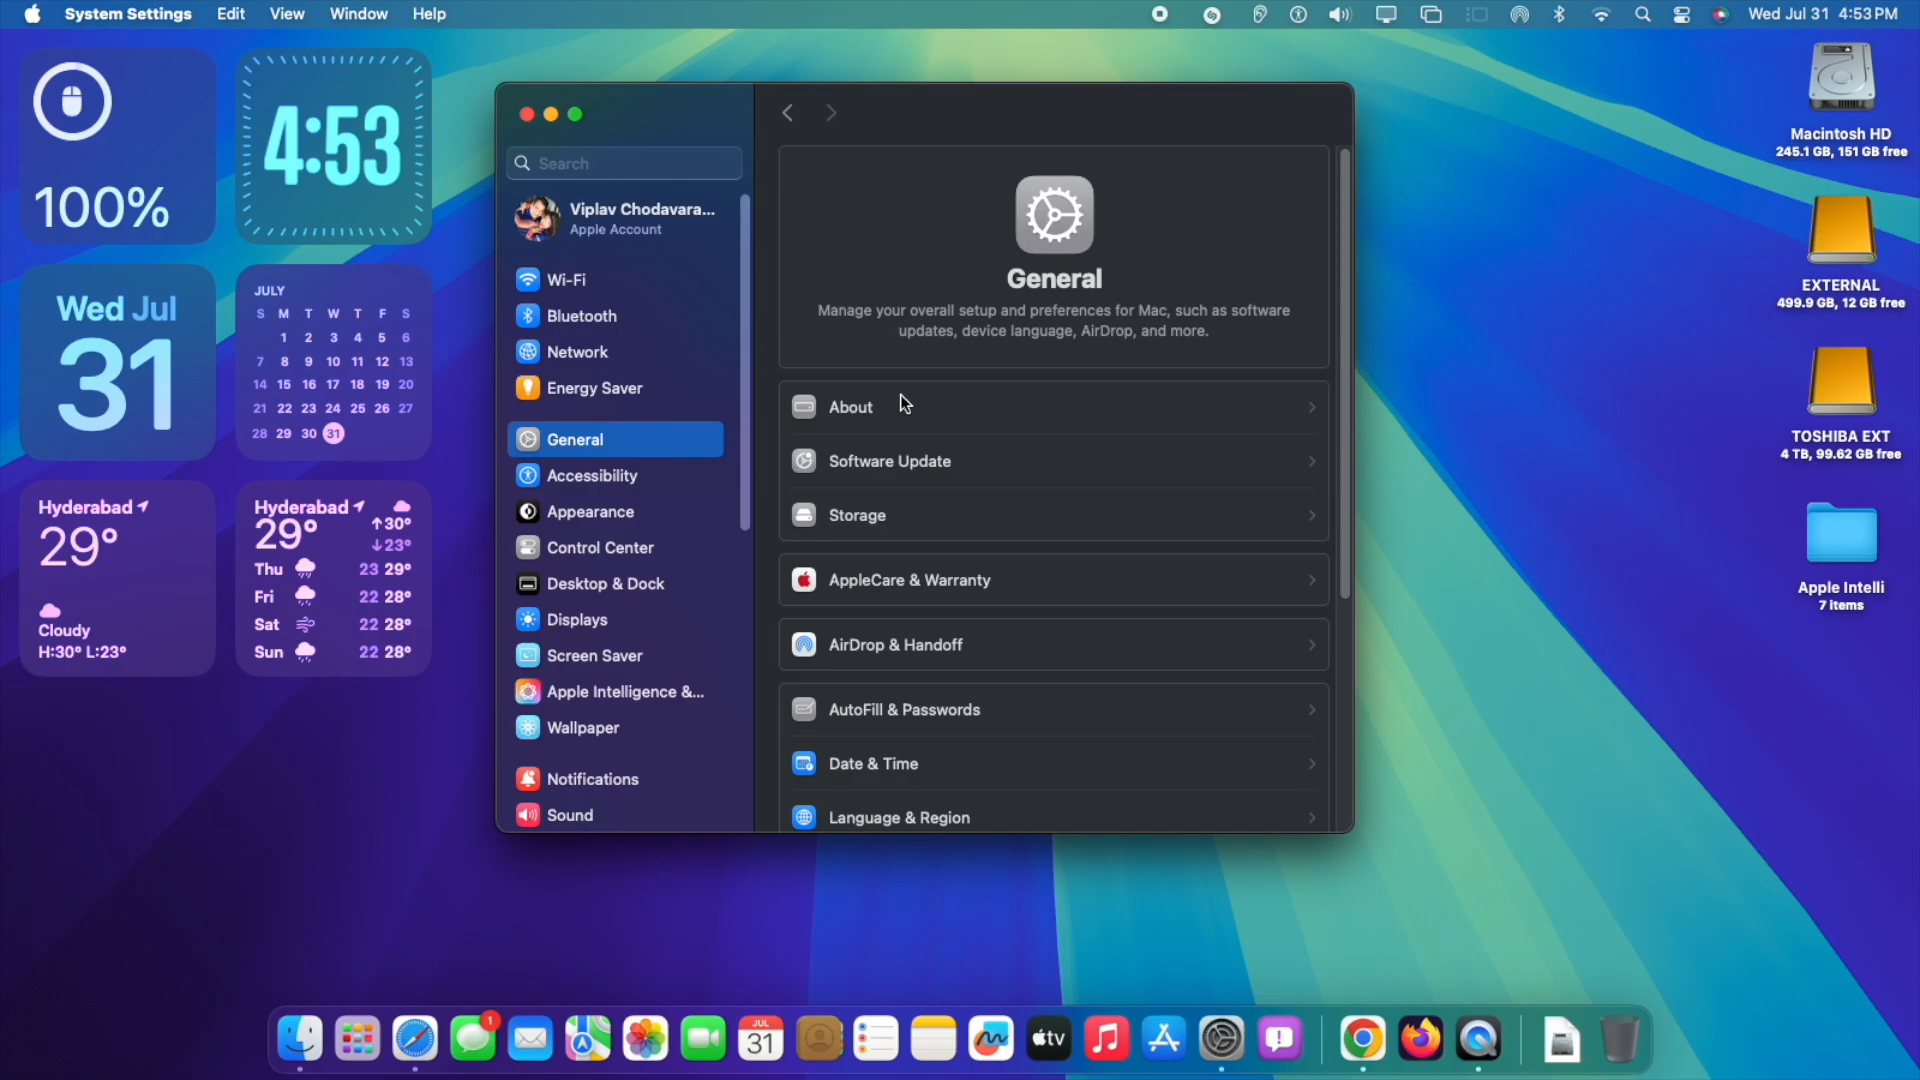 System Settings Edit View Window Help
Wed Jul 31 4:53 PM
100%
4:53
Wed Jul
31
JULY
S M T W T F S
1 2 3 4 5 6
7 8 9 10 11 12 13
14 15 16 17 18 19 20
21 22 23 24 25 26 27
28 29 30 31
Hyderabad
29°
Cloudy
H:30° L:23°
Hyderabad
29° ↑30°
↓23°
Thu 23 29°
Fri 22 28°
Sat 22 28°
Sun 22 28°
Search
Viplav Chodavara...
Apple Account
Wi-Fi
Bluetooth
Network
Energy Saver
General
Accessibility
Appearance
Control Center
Desktop & Dock
Displays
Screen Saver
Apple Intelligence &...
Wallpaper
Notifications
Sound
General
Manage your overall setup and preferences for Mac, such as software
updates, device language, AirDrop, and more.
About
Software Update
Storage
AppleCare & Warranty
AirDrop & Handoff
AutoFill & Passwords
Date & Time
Language & Region
Macintosh HD
245.1 GB, 151 GB free
EXTERNAL
499.9 GB, 12 GB free
TOSHIBA EXT
4 TB, 99.62 GB free
Apple Intelli
7 items
1
JUL
31
tv